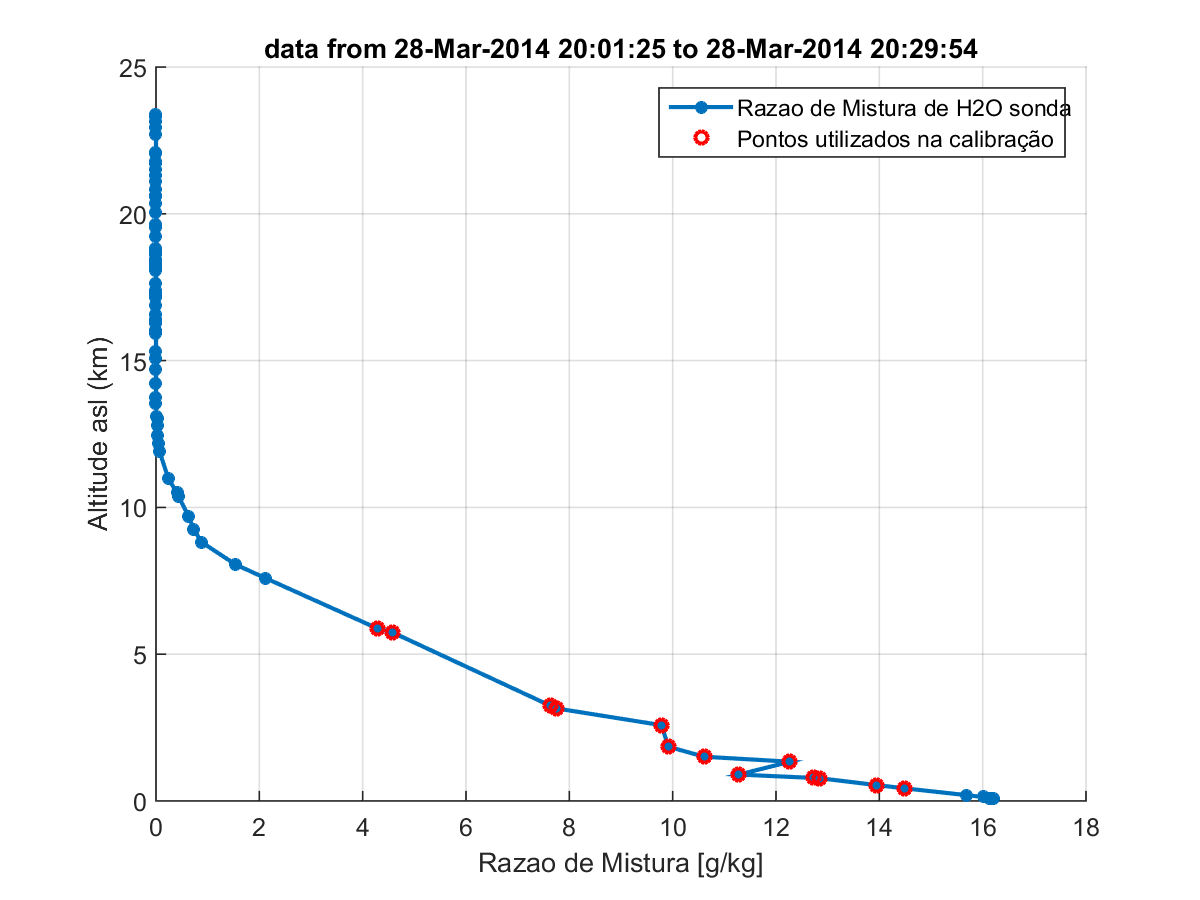 data from 28-Mar-2014 20:01:25 to 28-Mar-2014 20:29:54
25
Razao de Mistura de H2O sonda
Pontos utilizados na calibração
20
15
Altitude asl (km)
10
5
0
0 2 4 6 8 10 12 14 16 18
Razao de Mistura [g/kg]